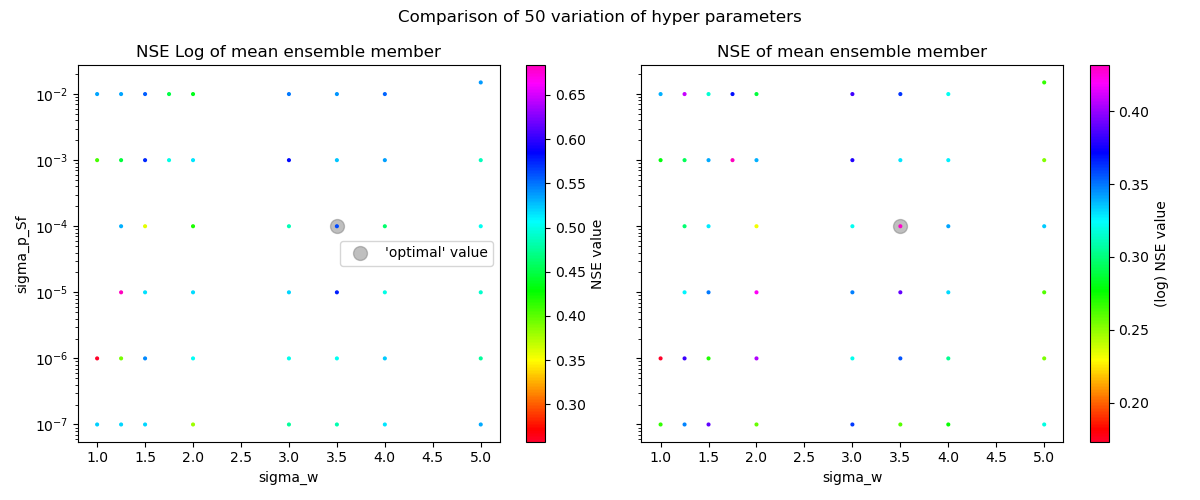 Comparison of 50 variation of hyper parameters
NSE Log of mean ensemble member
sigma_p_Sf
10⁻²
10⁻³
10⁻⁴
10⁻⁵
10⁻⁶
10⁻⁷
1.0 1.5 2.0 2.5 3.0 3.5 4.0 4.5 5.0
sigma_w
'optimal' value
0.65
0.60
0.55
0.50
0.45
0.40
0.35
0.30
NSE value
NSE of mean ensemble member
1.0 1.5 2.0 2.5 3.0 3.5 4.0 4.5 5.0
sigma_w
0.40
0.35
0.30
0.25
0.20
(log) NSE value